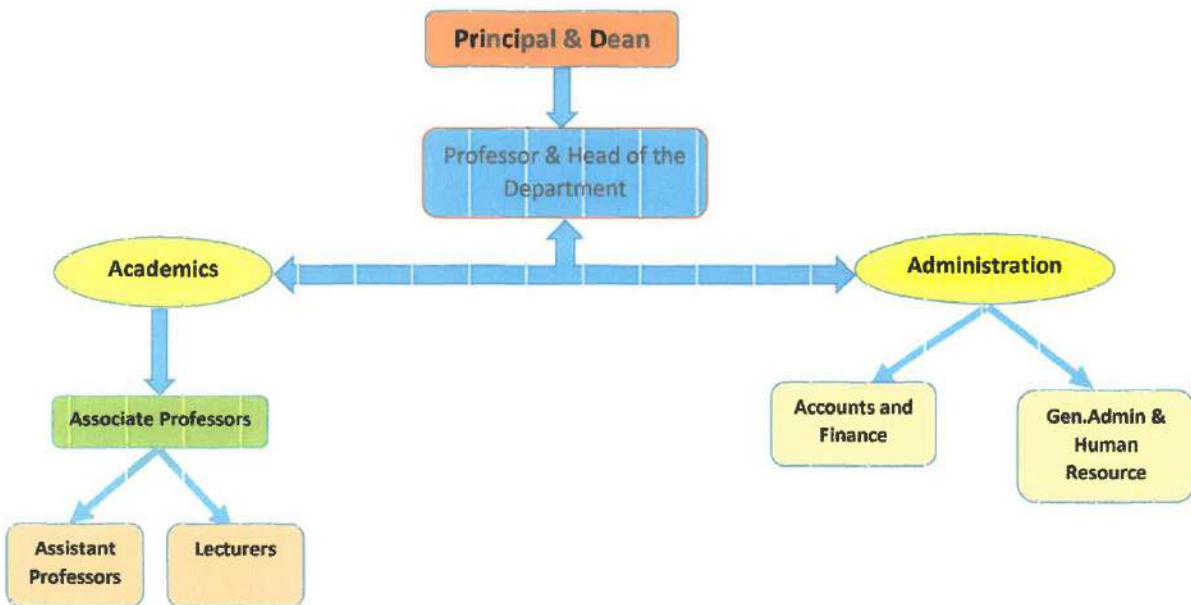 Principal & Dean
Professor & Head of the
Department
Academics
Administration
Associate Professors
Accounts and
Finance
Gen.Admin &
Human
Resource
Assistant
Professors
Lecturers